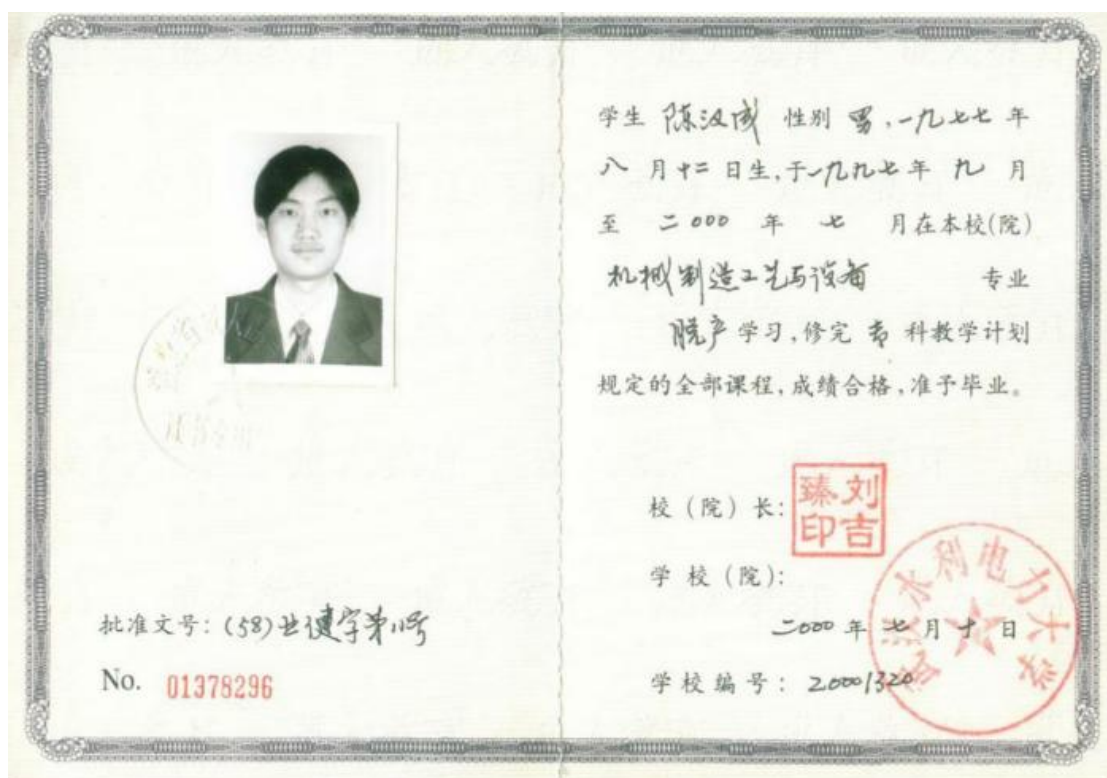 批准文号：(58)业健字第11号
No. 01378296
学生 陈汉威 性别 男，一九七七年
八 月 十二 日生，于一九九七年 九 月
至 二000 年 七 月在本校(院)
机械制造工艺与设备 专业
脱产 学习，修完 专 科教学计划
规定的全部课程，成绩合格，准予毕业。
校（院）长：
刘吉臻印
学 校（院）：
武汉水利电力大学
二000 年 七 月 十 日
学校编号：20001320